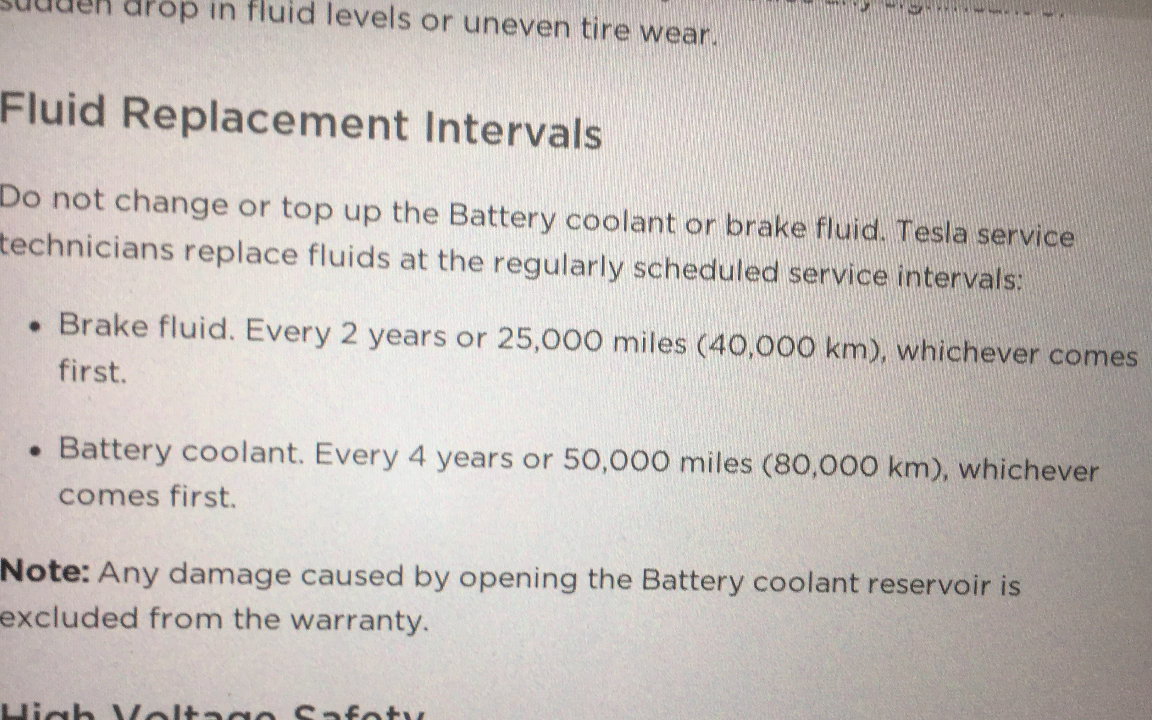 sudden drop in fluid levels or uneven tire wear.
Fluid Replacement Intervals
Do not change or top up the Battery coolant or brake fluid. Tesla service
technicians replace fluids at the regularly scheduled service intervals:
• Brake fluid. Every 2 years or 25,000 miles (40,000 km), whichever comes
first.
• Battery coolant. Every 4 years or 50,000 miles (80,000 km), whichever
comes first.
Note: Any damage caused by opening the Battery coolant reservoir is
excluded from the warranty.
High Voltage Safety